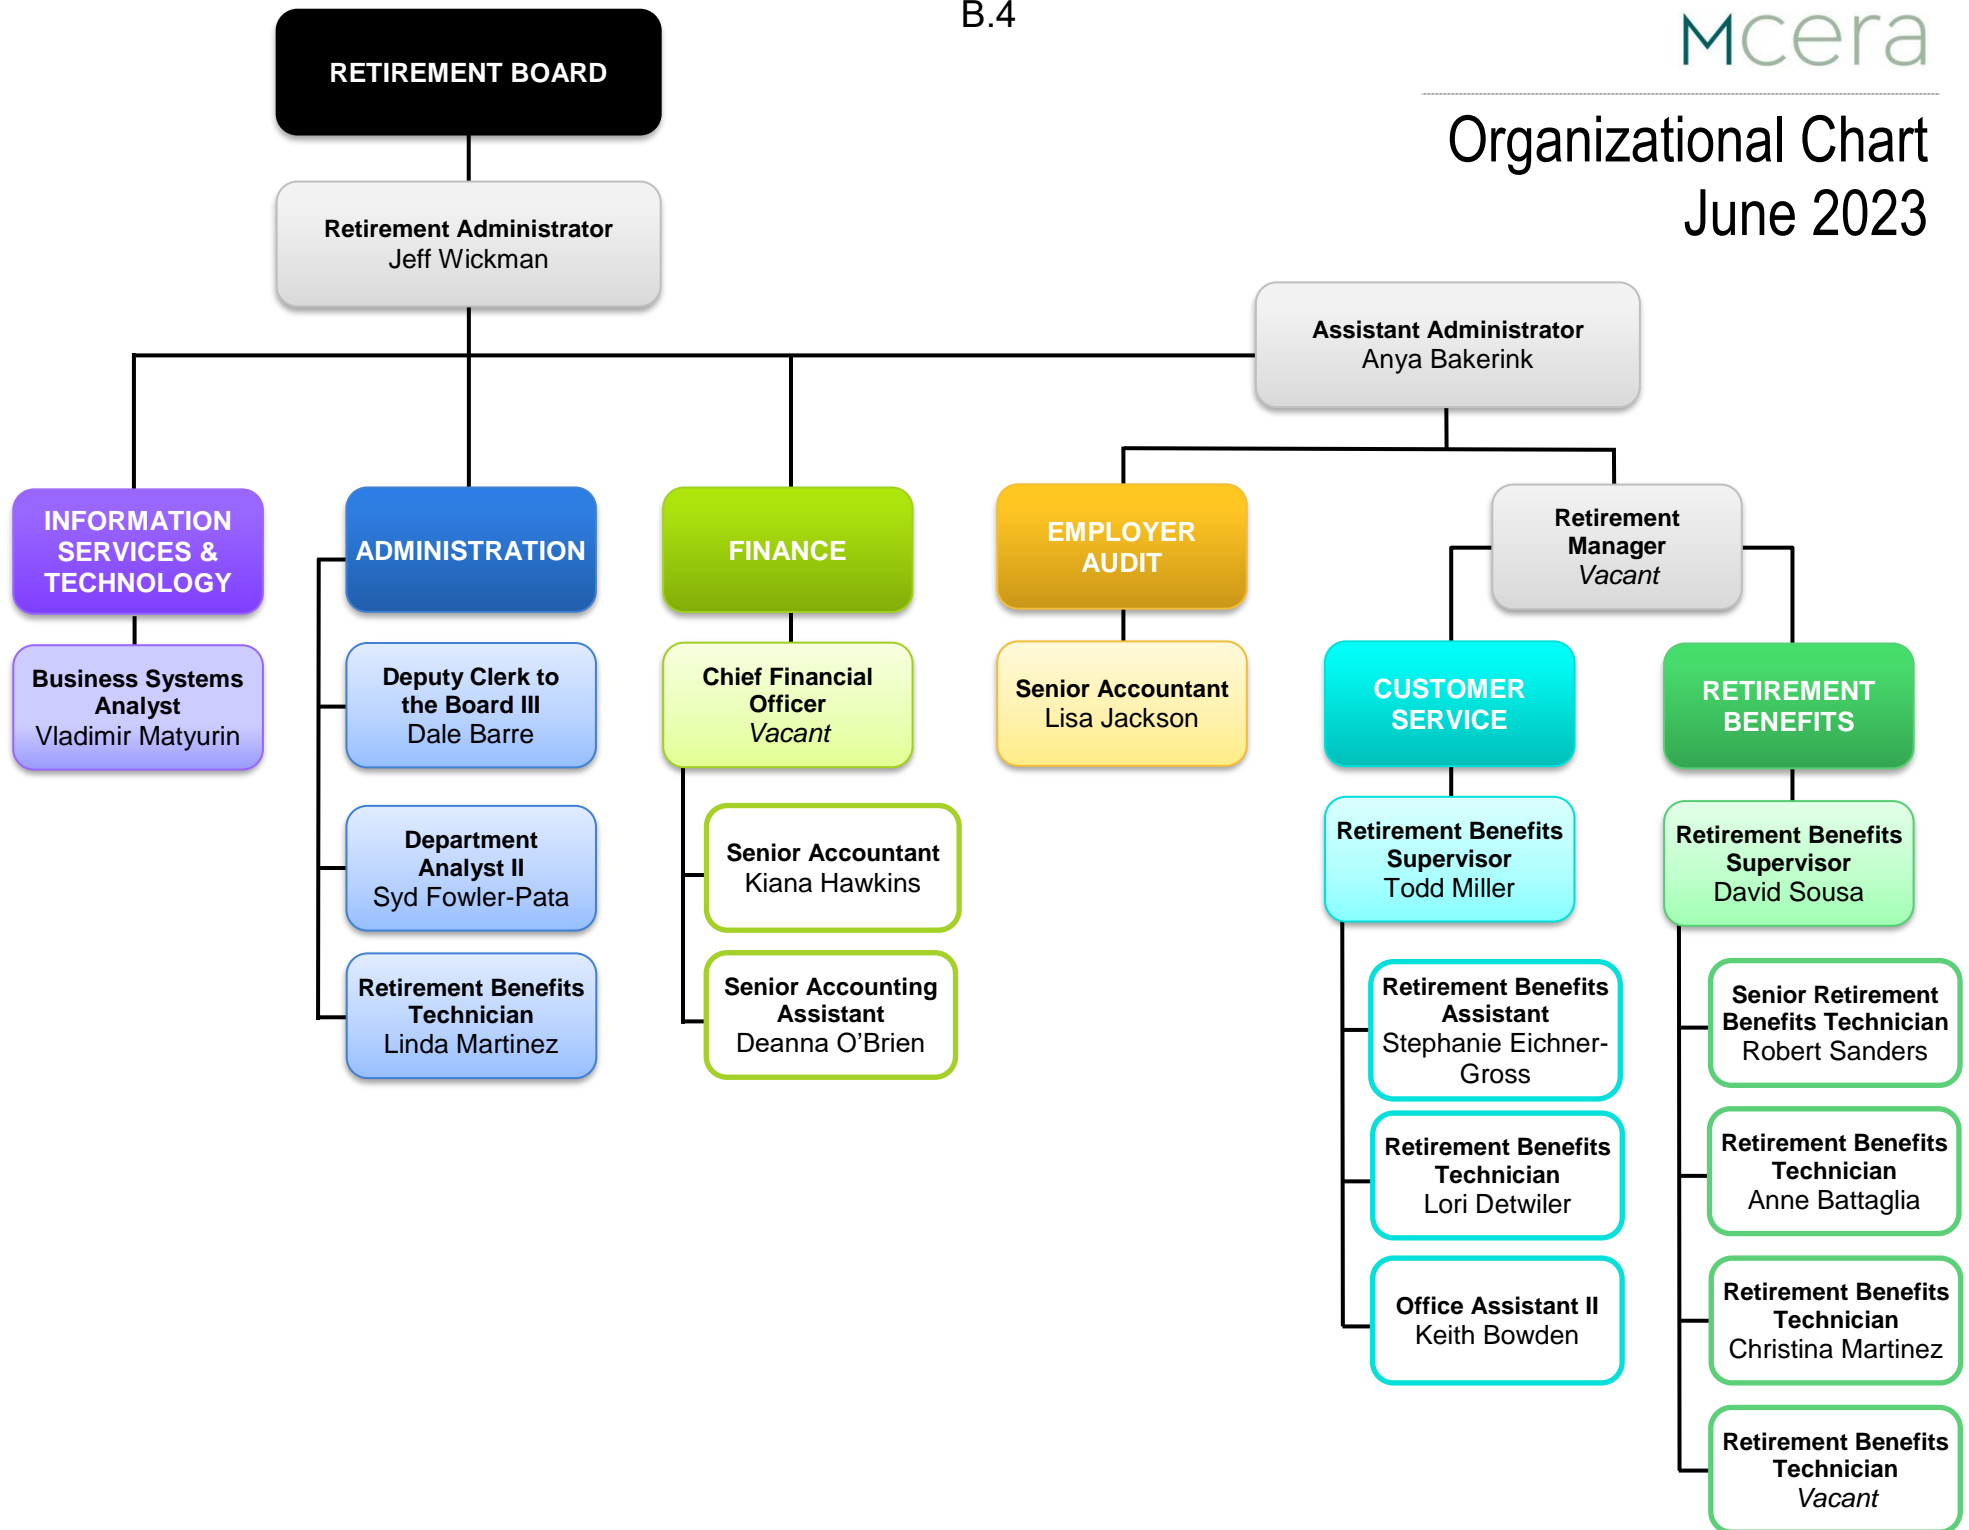 B.4
Mcera
Organizational Chart
June 2023
RETIREMENT BOARD
Retirement Administrator
Jeff Wickman
Assistant Administrator
Anya Bakerink
INFORMATION
SERVICES &
TECHNOLOGY
Business Systems
Analyst
Vladimir Matyurin
ADMINISTRATION
Deputy Clerk to
the Board III
Dale Barre
Department
Analyst II
Syd Fowler-Pata
Retirement Benefits
Technician
Linda Martinez
FINANCE
Chief Financial
Officer
Vacant
Senior Accountant
Kiana Hawkins
Senior Accounting
Assistant
Deanna O’Brien
EMPLOYER
AUDIT
Senior Accountant
Lisa Jackson
Retirement
Manager
Vacant
CUSTOMER
SERVICE
Retirement Benefits
Supervisor
Todd Miller
Retirement Benefits
Assistant
Stephanie Eichner-
Gross
Retirement Benefits
Technician
Lori Detwiler
Office Assistant II
Keith Bowden
RETIREMENT
BENEFITS
Retirement Benefits
Supervisor
David Sousa
Senior Retirement
Benefits Technician
Robert Sanders
Retirement Benefits
Technician
Anne Battaglia
Retirement Benefits
Technician
Christina Martinez
Retirement Benefits
Technician
Vacant